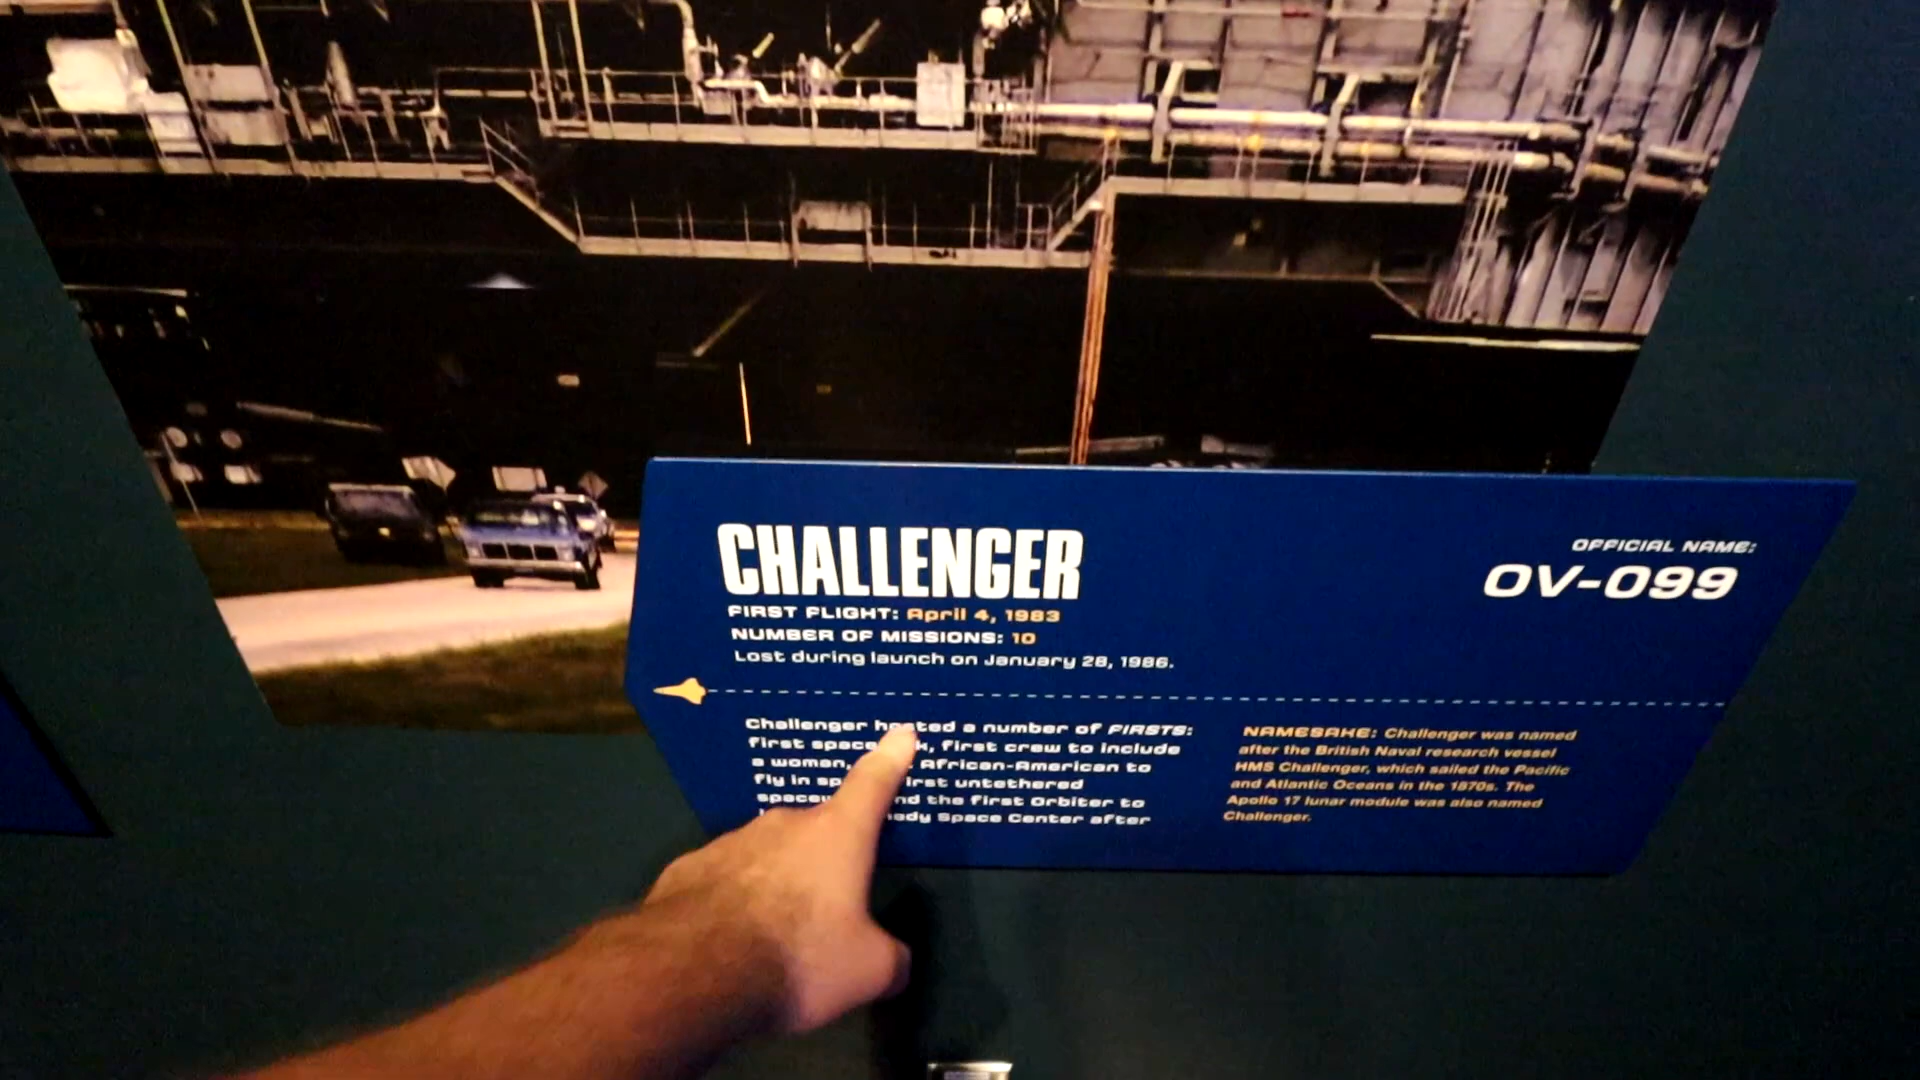 CHALLENGER
FIRST FLIGHT: April 4, 1983
NUMBER OF MISSIONS: 10
Lost during launch on January 28, 1986.
OFFICIAL NAME:
OV-099
Challenger hosted a number of FIRSTS:
first first crew to include
a woman, African-American to
fly in untethered
and the first Orbiter to
Space Center after
NAMESAKE: Challenger was named
after the British Naval research vessel
HMS Challenger, which sailed the Pacific
and Atlantic Oceans in the 1870s. The
Apollo 17 lunar module was also named
Challenger.